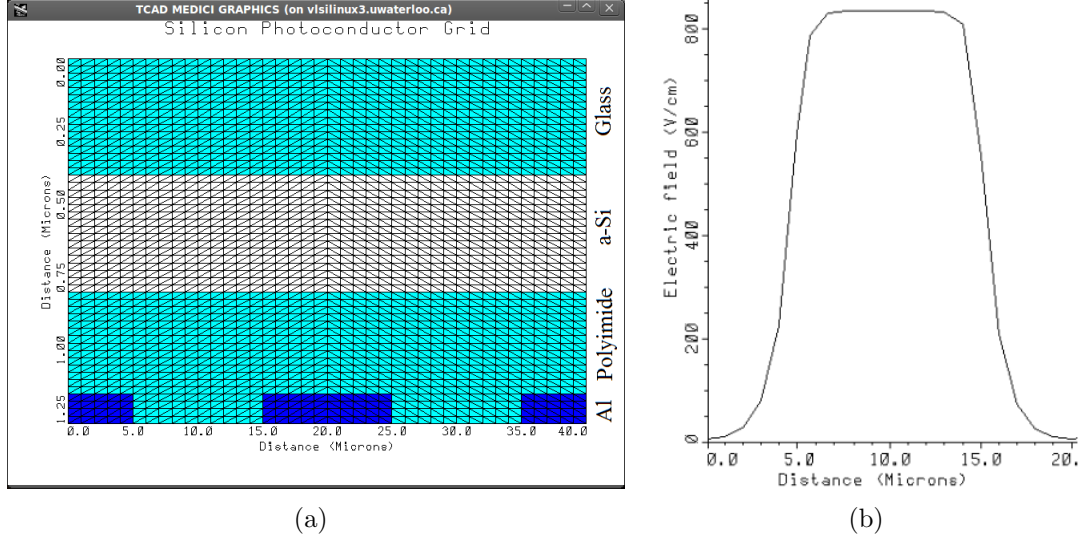 TCAD MEDICI GRAPHICS (on vlsilinux3.uwaterloo.ca)
Silicon Photoconductor Grid
Distance (Microns)
0.00
0.25
0.50
0.75
1.00
1.25
Glass
a-Si
Polyimide
Al
0.0 5.0 10.0 15.0 20.0 25.0 30.0 35.0 40.0
Distance (Microns)
(a)
Electric field (V/cm)
800
600
400
200
0
0.0 5.0 10.0 15.0 20.
Distance (Microns)
(b)